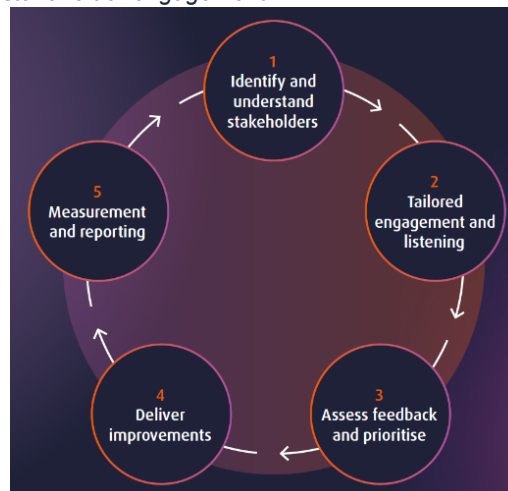 1
Identify and
understand
stakeholders
2
Tailored
engagement and
listening
3
Assess feedback
and prioritise
4
Deliver
improvements
5
Measurement
and reporting